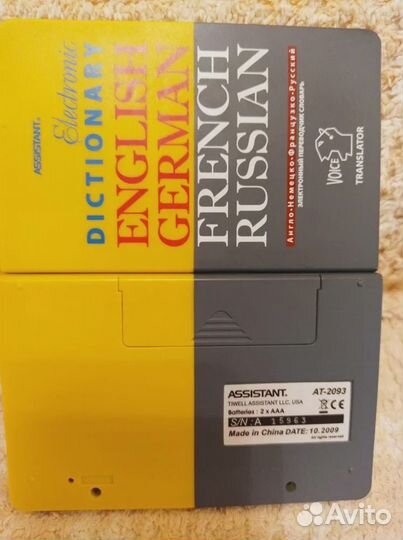 ASSISTANT.
Electronic
DICTIONARY
ENGLISH
GERMAN
FRENCH
RUSSIAN
Англо-Немецко-Французко-Русский
ЭЛЕКТРОННЫЙ ПЕРЕВОДЧИК СЛОВАРЬ
VOICE
TRANSLATOR
ASSISTANT. AT-2093
TIWELL ASSISTANT LLC, USA
Batteries: 2 x AAA
S/N:A 15963
Made in China DATE: 10.2009
All rights reserved
Avito